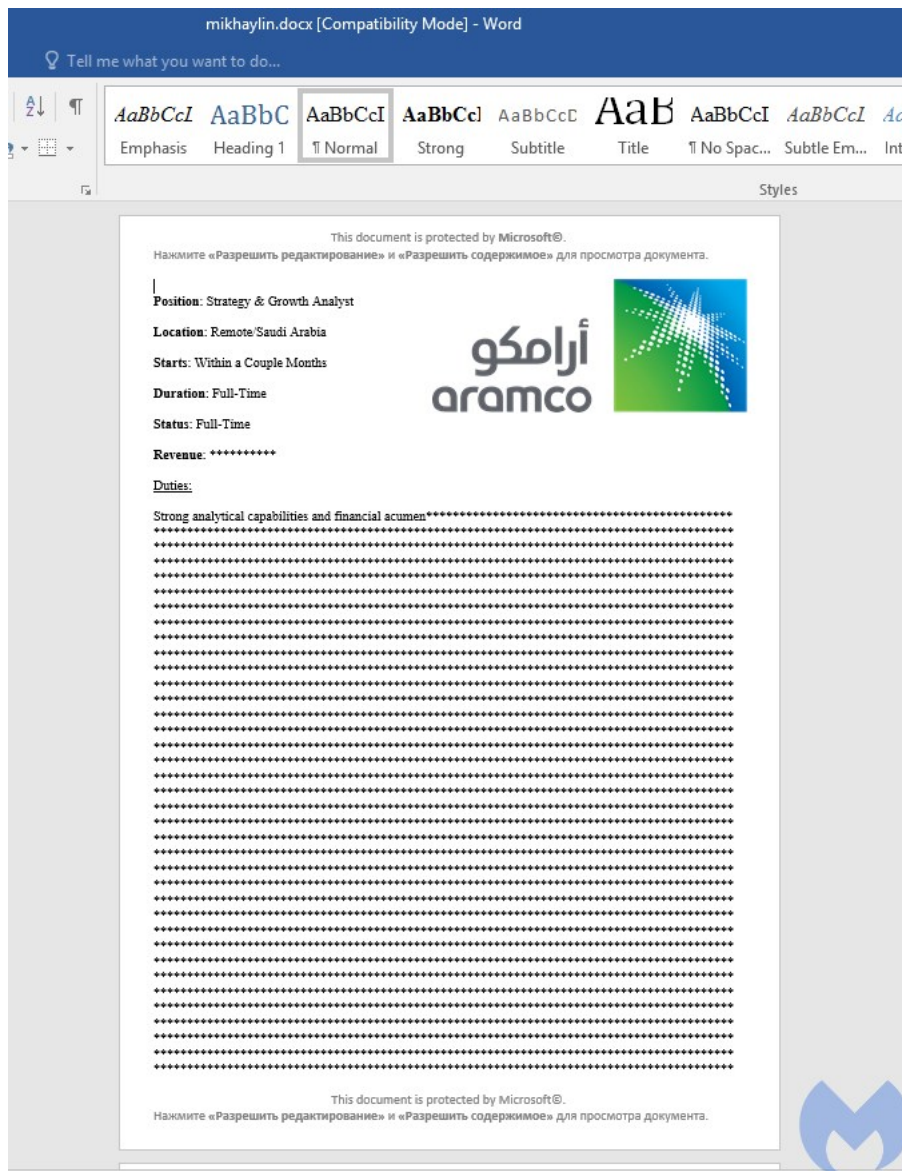 mikhaylin.docx [Compatibility Mode] - Word
Tell me what you want to do...
AaBbCcI AaBbC AaBbCcI AaBbCcl AaBbCcD AaB AaBbCcI AaBbCcI
Emphasis Heading 1 ¶ Normal Strong Subtitle Title ¶ No Spac... Subtle Em... Int
Styles
This document is protected by Microsoft©.
Нажмите «Разрешить редактирование» и «Разрешить содержимое» для просмотра документа.
Position: Strategy & Growth Analyst
Location: Remote/Saudi Arabia
Starts: Within a Couple Months
Duration: Full-Time
Status: Full-Time
Revenue: **********
أرامكو
aramco
Duties:
Strong analytical capabilities and financial acumen
This document is protected by Microsoft©.
Нажмите «Разрешить редактирование» и «Разрешить содержимое» для просмотра документа.